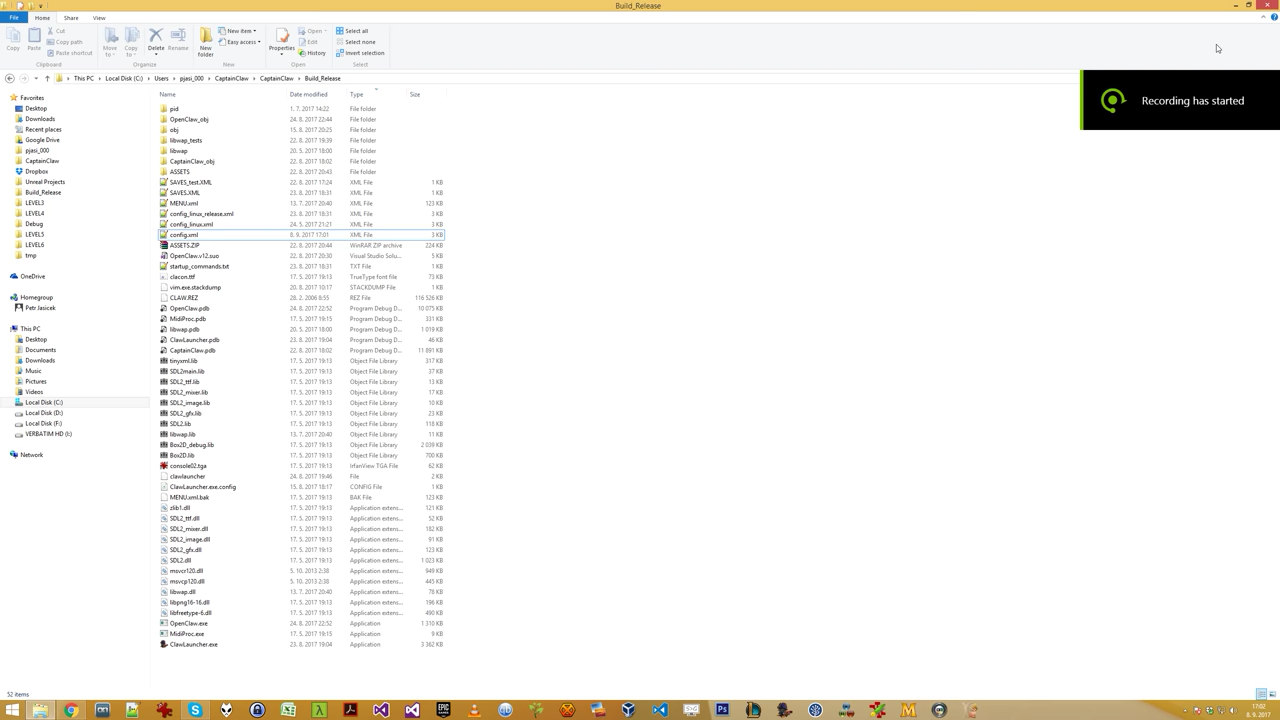 Build_Release
File Home Share View
Copy Paste Cut Copy path Paste shortcut Move to Copy to Delete Rename New folder New item Easy access Properties Open Edit History Select all Select none Invert selection
Clipboard Organize New Open Select
This PC Local Disk (C:) Users pjasi_000 CaptainClaw CaptainClaw Build_Release
Recording has started
Favorites
Desktop
Downloads
Recent places
Google Drive
pjasi_000
CaptainClaw
Dropbox
Unreal Projects
Build_Release
LEVEL3
LEVEL4
Debug
LEVEL5
LEVEL6
tmp
OneDrive
Homegroup
Petr Jasicek
This PC
Desktop
Documents
Downloads
Music
Pictures
Videos
Local Disk (C:)
Local Disk (D:)
Local Disk (F:)
VERBATIM HD (I:)
Network
Name Date modified Type Size
pid 1. 7. 2017 14:22 File folder
OpenClaw_obj 24. 8. 2017 22:44 File folder
obj 15. 8. 2017 20:25 File folder
libwap_tests 22. 8. 2017 19:39 File folder
libwap 20. 5. 2017 18:00 File folder
CaptainClaw_obj 22. 8. 2017 18:02 File folder
ASSETS 22. 8. 2017 20:43 File folder
SAVES_test.XML 22. 8. 2017 17:24 XML File 1 KB
SAVES.XML 23. 8. 2017 18:31 XML File 1 KB
MENU.xml 13. 7. 2017 20:40 XML File 123 KB
config_linux_release.xml 23. 8. 2017 18:31 XML File 3 KB
config_linux.xml 24. 5. 2017 21:21 XML File 3 KB
config.xml 8. 9. 2017 17:01 XML File 3 KB
ASSETS.ZIP 22. 8. 2017 20:44 WinRAR ZIP archive 224 KB
OpenClaw.v12.suo 22. 8. 2017 20:30 Visual Studio Solu... 5 KB
startup_commands.txt 23. 8. 2017 18:31 TXT File 1 KB
clacon.ttf 17. 5. 2017 19:13 TrueType font file 73 KB
vim.exe.stackdump 20. 8. 2017 10:17 STACKDUMP File 1 KB
CLAW.REZ 28. 2. 2006 8:55 REZ File 116 526 KB
OpenClaw.pdb 24. 8. 2017 22:52 Program Debug D... 10 075 KB
MidiProc.pdb 17. 5. 2017 19:15 Program Debug D... 331 KB
libwap.pdb 20. 5. 2017 18:00 Program Debug D... 1 019 KB
ClawLauncher.pdb 23. 8. 2017 19:04 Program Debug D... 46 KB
CaptainClaw.pdb 22. 8. 2017 18:02 Program Debug D... 11 891 KB
tinyxml.lib 17. 5. 2017 19:13 Object File Library 317 KB
SDL2main.lib 17. 5. 2017 19:13 Object File Library 37 KB
SDL2_ttf.lib 17. 5. 2017 19:13 Object File Library 13 KB
SDL2_mixer.lib 17. 5. 2017 19:13 Object File Library 17 KB
SDL2_image.lib 17. 5. 2017 19:13 Object File Library 10 KB
SDL2_gfx.lib 17. 5. 2017 19:13 Object File Library 23 KB
SDL2.lib 17. 5. 2017 19:13 Object File Library 118 KB
libwap.lib 13. 7. 2017 20:40 Object File Library 11 KB
Box2D_debug.lib 17. 5. 2017 19:13 Object File Library 2 039 KB
Box2D.lib 17. 5. 2017 19:13 Object File Library 700 KB
console02.tga 17. 5. 2017 19:13 IrfanView TGA File 62 KB
clawlauncher 24. 8. 2017 19:46 File 2 KB
ClawLauncher.exe.config 15. 8. 2017 18:17 CONFIG File 1 KB
MENU.xml.bak 17. 5. 2017 19:13 BAK File 123 KB
zlib1.dll 17. 5. 2017 19:13 Application extens... 121 KB
SDL2_ttf.dll 17. 5. 2017 19:13 Application extens... 52 KB
SDL2_mixer.dll 17. 5. 2017 19:13 Application extens... 182 KB
SDL2_image.dll 17. 5. 2017 19:13 Application extens... 91 KB
SDL2_gfx.dll 17. 5. 2017 19:13 Application extens... 123 KB
SDL2.dll 17. 5. 2017 19:13 Application extens... 1 023 KB
msvcr120.dll 5. 10. 2013 2:38 Application extens... 949 KB
msvcp120.dll 5. 10. 2013 2:38 Application extens... 445 KB
libwap.dll 13. 7. 2017 20:40 Application extens... 78 KB
libpng16-16.dll 17. 5. 2017 19:13 Application extens... 196 KB
libfreetype-6.dll 17. 5. 2017 19:13 Application extens... 490 KB
OpenClaw.exe 24. 8. 2017 22:52 Application 1 310 KB
MidiProc.exe 17. 5. 2017 19:15 Application 9 KB
ClawLauncher.exe 23. 8. 2017 19:04 Application 3 362 KB
52 items
17:02
8. 9. 2017